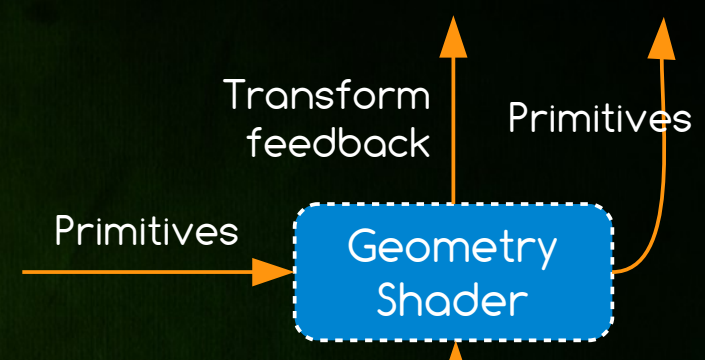 Transform
feedback
Primitives
Primitives
Geometry
Shader